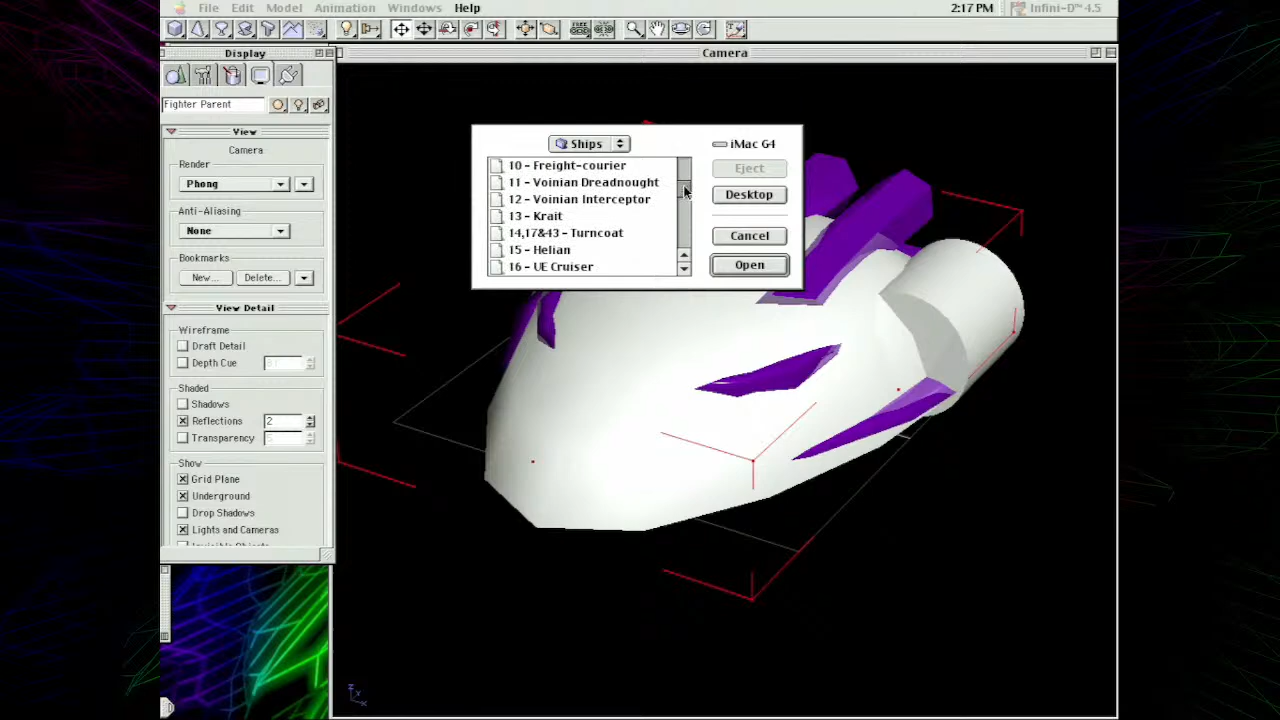 File Edit Model Animation Windows Help 2:17 PM Infini-D™ 4.5
Display
Camera
Fighter Parent
View
Camera
Render
Phong
Anti-Aliasing
None
Bookmarks
New... Delete...
View Detail
Wireframe
Draft Detail
Depth Cue
Shaded
Shadows
Reflections 2
Transparency
Show
Grid Plane
Underground
Drop Shadows
Lights and Cameras
Ships
10 - Freight-courier
11 - Voinian Dreadnought
12 - Voinian Interceptor
13 - Krait
14,17&43 - Turncoat
15 - Helian
16 - UE Cruiser
iMac G4
Eject
Desktop
Cancel
Open